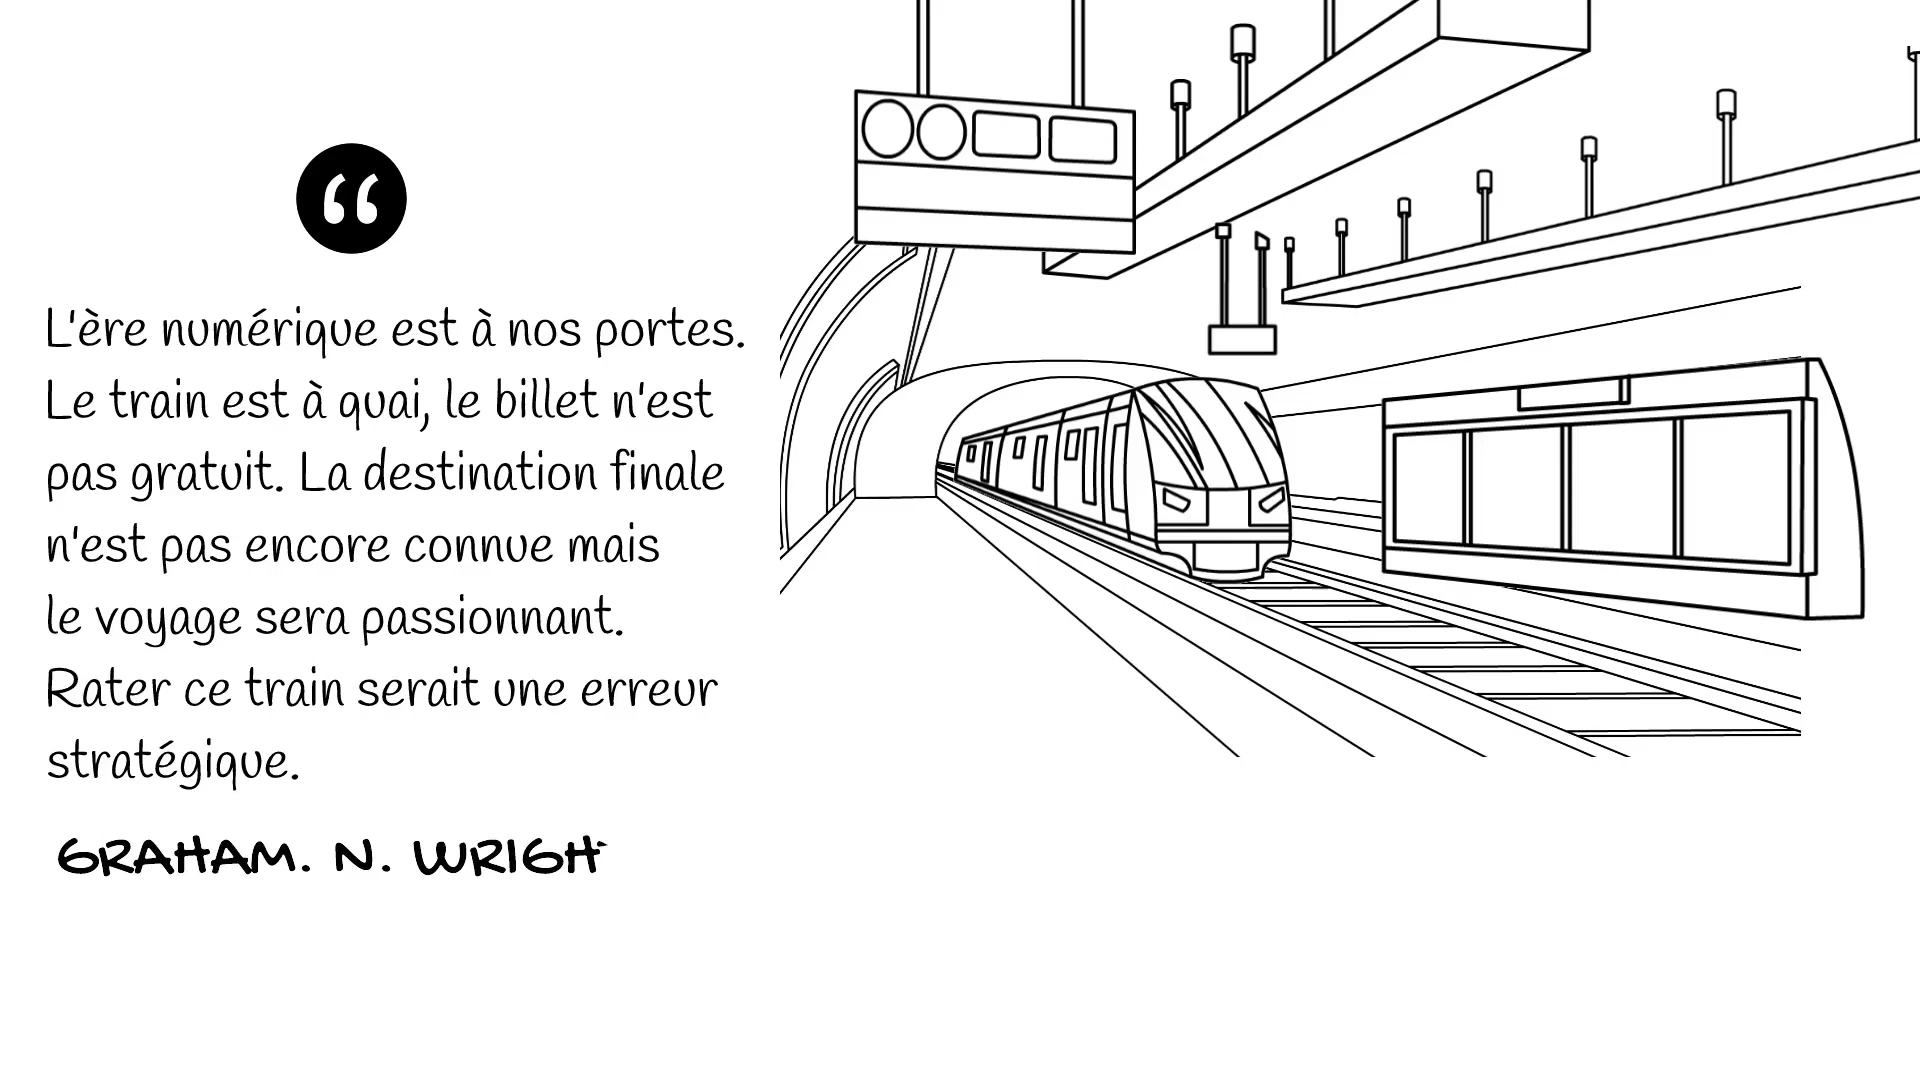 “
L'ère numérique est à nos portes.
Le train est à quai, le billet n'est
pas gratuit. La destination finale
n'est pas encore connue mais
le voyage sera passionnant.
Rater ce train serait une erreur
stratégique.
GRAHAM. N. WRIGH